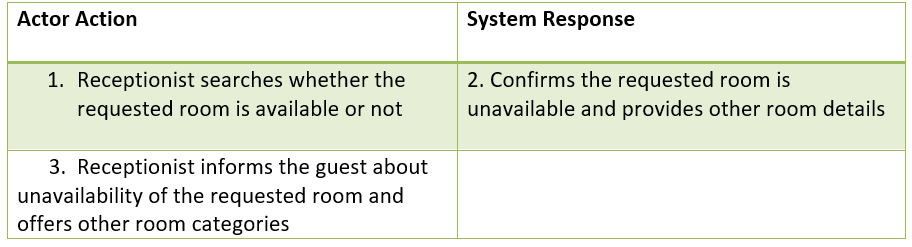 Actor Action
System Response
1. Receptionist searches whether the
requested room is available or not
2. Confirms the requested room is
unavailable and provides other room details
3. Receptionist informs the guest about
unavailability of the requested room and
offers other room categories